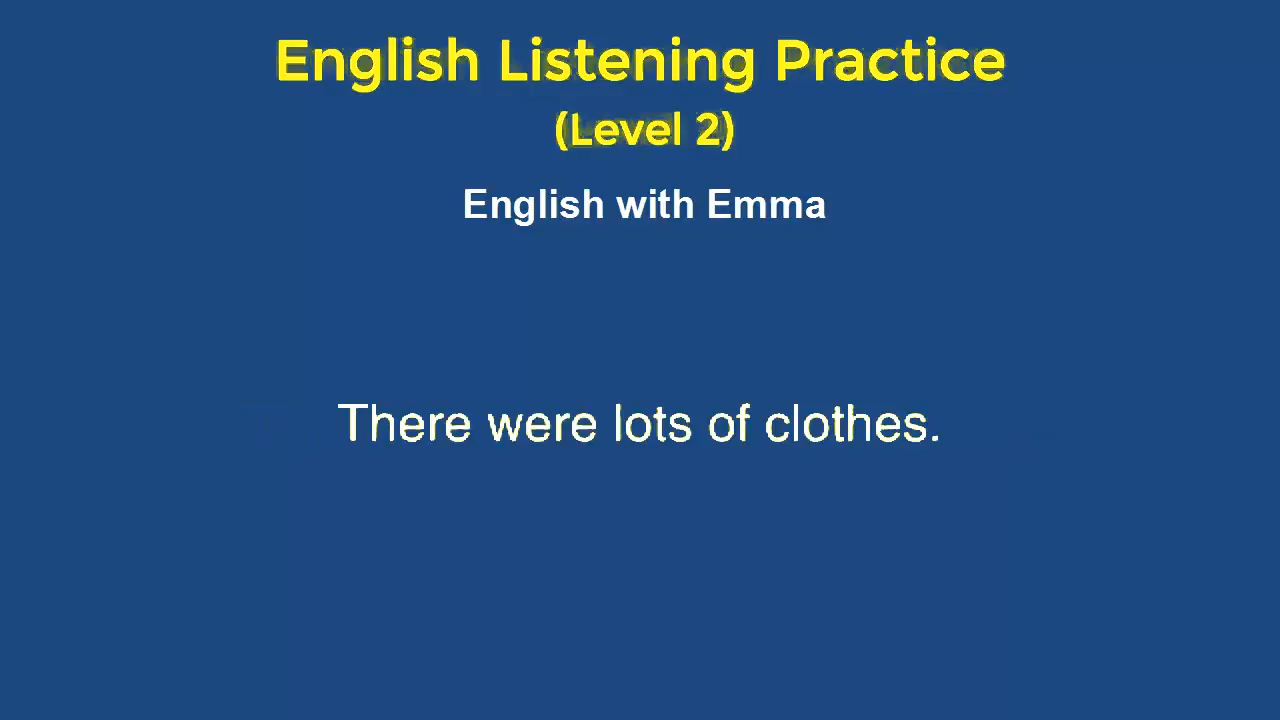 English Listening Practice
(Level 2)
English with Emma
There were lots of clothes.